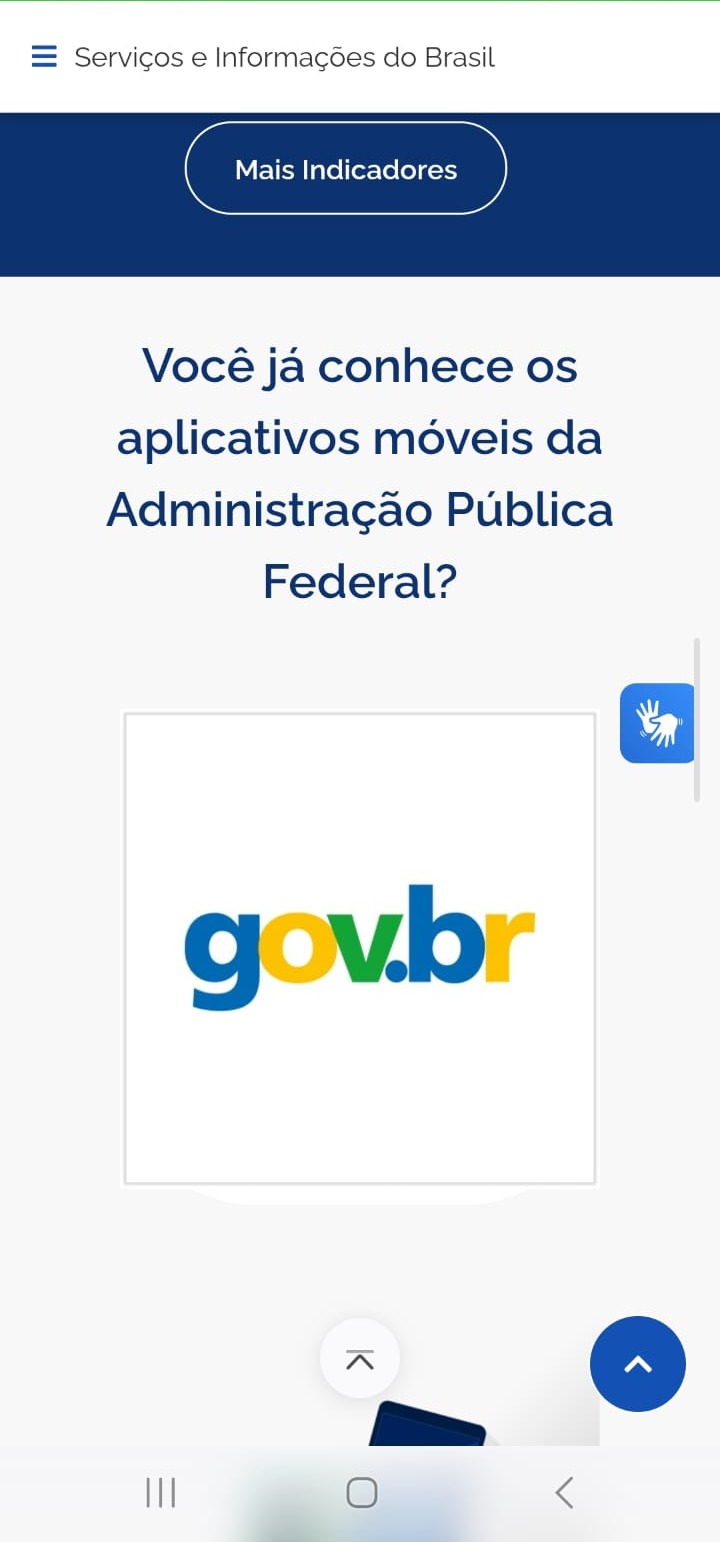 Serviços e Informações do Brasil
Mais Indicadores
Você já conhece os
aplicativos móveis da
Administração Pública
Federal?
gov.br